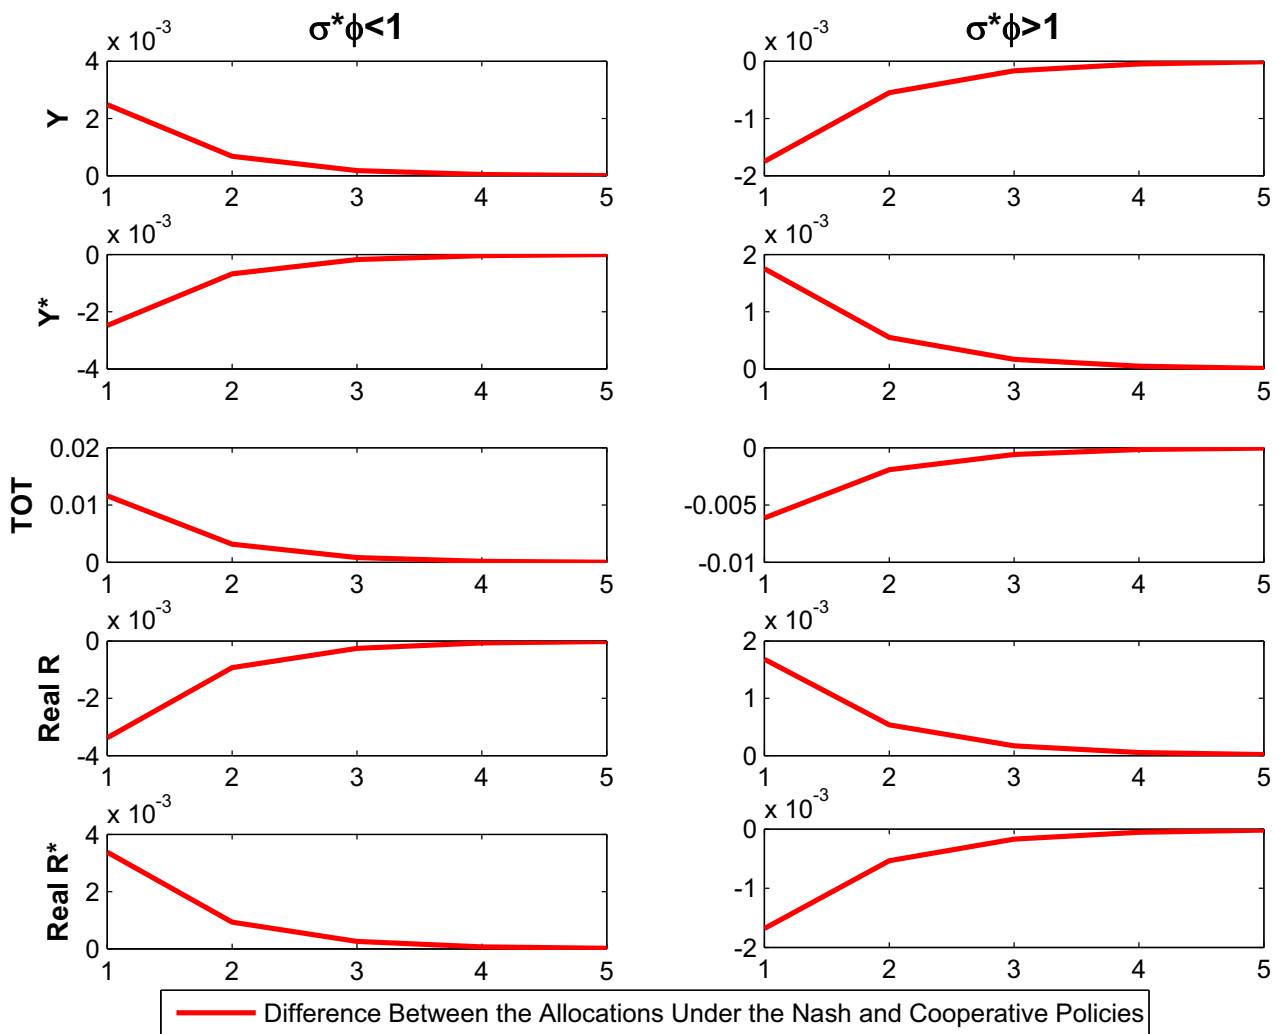 σ*φ<1
σ*φ>1
x 10^-3
4
2
0
1 2 3 4 5
Y
x 10^-3
0
-1
-2
1 2 3 4 5
x 10^-3
0
-2
-4
1 2 3 4 5
Y*
x 10^-3
2
1
0
1 2 3 4 5
0.02
0.01
0
1 2 3 4 5
TOT
0
-0.005
-0.01
1 2 3 4 5
x 10^-3
0
-2
-4
1 2 3 4 5
Real R
x 10^-3
2
1
0
1 2 3 4 5
x 10^-3
4
2
0
1 2 3 4 5
Real R*
x 10^-3
0
-1
-2
1 2 3 4 5
Difference Between the Allocations Under the Nash and Cooperative Policies